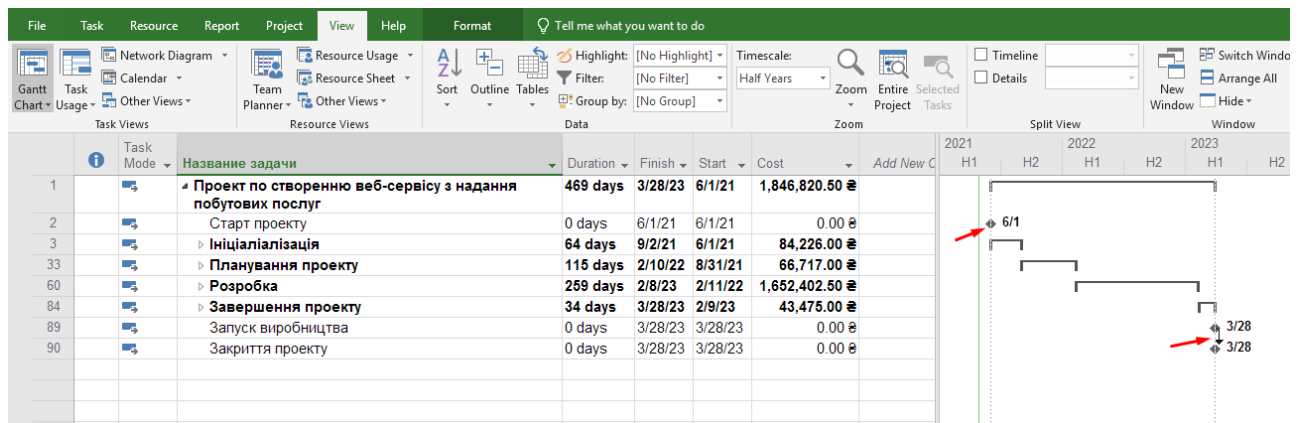 File Task Resource Report Project View Help Format Tell me what you want to do
Network Diagram Resource Usage Highlight: [No Highlight] Timescale: Timeline Switch Windo
Calendar Resource Sheet Filter: [No Filter] Half Years Details Arrange All
Gantt Chart Task Usage Other Views Team Planner Other Views Sort Outline Tables Group by: [No Group] Zoom Entire Project Selected Tasks New Window Hide
Task Views Resource Views Data Zoom Split View Window
Task Mode Название задачи Duration Finish Start Cost Add New C
2021 2022 2023
H1 H2 H1 H2 H1 H2
1 Проект по створенню веб-сервісу з надання 469 days 3/28/23 6/1/21 1,846,820.50 ₴
побутових послуг
2 Старт проекту 0 days 6/1/21 6/1/21 0.00 ₴ 6/1
3 Ініціаліалізація 64 days 9/2/21 6/1/21 84,226.00 ₴
33 Планування проекту 115 days 2/10/22 8/31/21 66,717.00 ₴
60 Розробка 259 days 2/8/23 2/11/22 1,652,402.50 ₴
84 Завершення проекту 34 days 3/28/23 2/9/23 43,475.00 ₴
89 Запуск виробництва 0 days 3/28/23 3/28/23 0.00 ₴ 3/28
90 Закриття проекту 0 days 3/28/23 3/28/23 0.00 ₴ 3/28